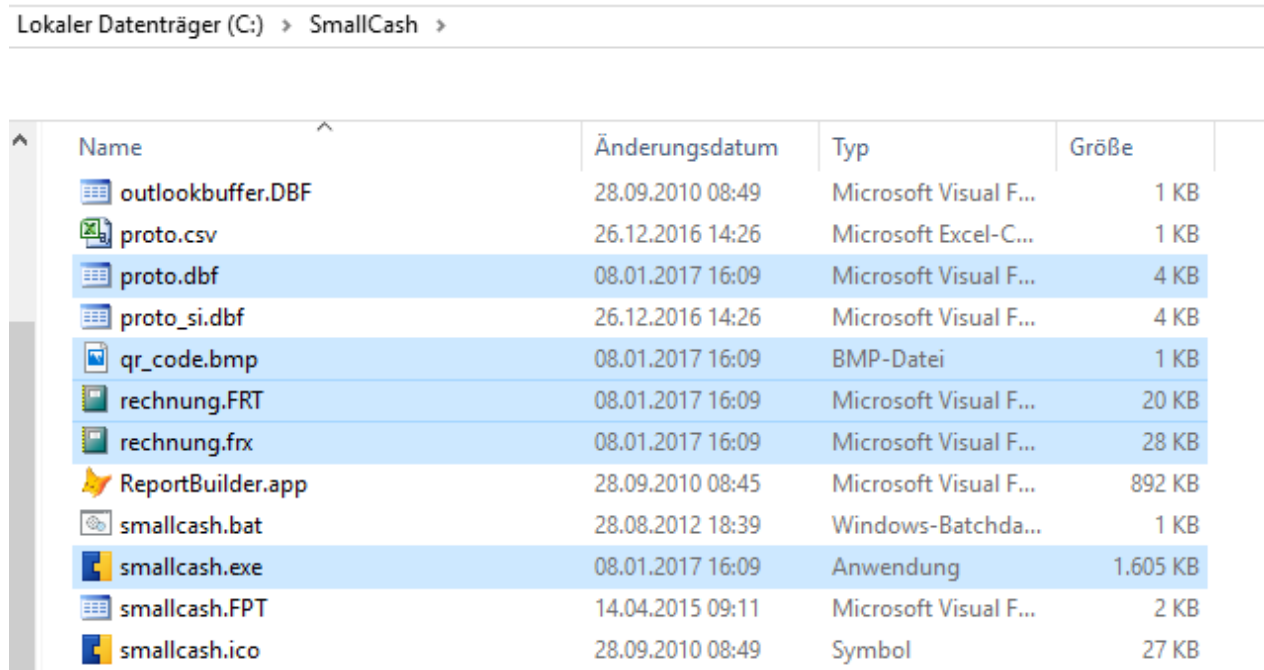 Lokaler Datenträger (C:) > SmallCash >
Name Änderungsdatum Typ Größe
outlookbuffer.DBF 28.09.2010 08:49 Microsoft Visual F... 1 KB
proto.csv 26.12.2016 14:26 Microsoft Excel-C... 1 KB
proto.dbf 08.01.2017 16:09 Microsoft Visual F... 4 KB
proto_si.dbf 26.12.2016 14:26 Microsoft Visual F... 4 KB
qr_code.bmp 08.01.2017 16:09 BMP-Datei 1 KB
rechnung.FRT 08.01.2017 16:09 Microsoft Visual F... 20 KB
rechnung.frx 08.01.2017 16:09 Microsoft Visual F... 28 KB
ReportBuilder.app 28.09.2010 08:45 Microsoft Visual F... 892 KB
smallcash.bat 28.08.2012 18:39 Windows-Batchda... 1 KB
smallcash.exe 08.01.2017 16:09 Anwendung 1.605 KB
smallcash.FPT 14.04.2015 09:11 Microsoft Visual F... 2 KB
smallcash.ico 28.09.2010 08:49 Symbol 27 KB